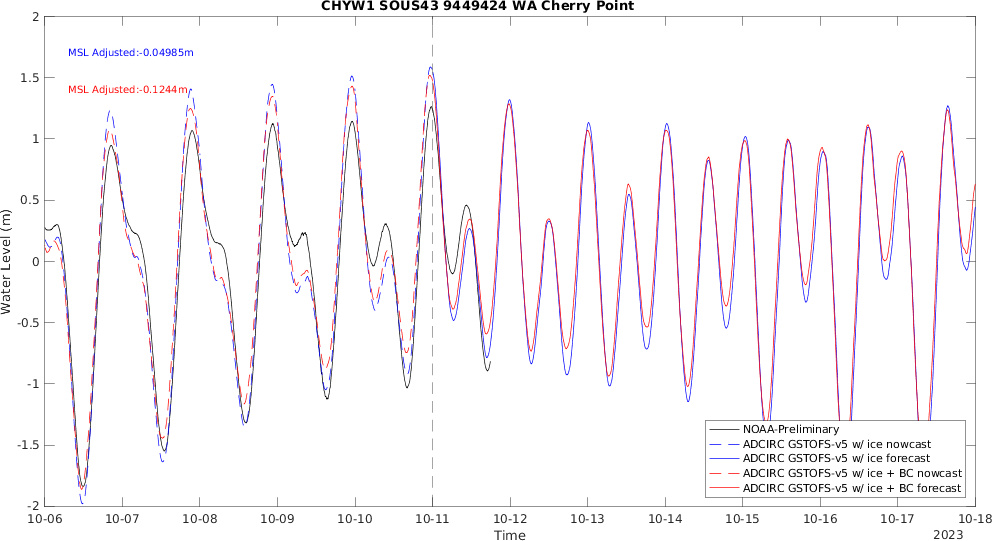 CHYW1 SOUS43 9449424 WA Cherry Point
MSL Adjusted:-0.04985m
MSL Adjusted:-0.1244m
2
1.5
1
0.5
0
-0.5
-1
-1.5
-2
Water Level (m)
NOAA-Preliminary
ADCIRC GSTOFS-v5 w/ ice nowcast
ADCIRC GSTOFS-v5 w/ ice forecast
ADCIRC GSTOFS-v5 w/ ice + BC nowcast
ADCIRC GSTOFS-v5 w/ ice + BC forecast
10-06 10-07 10-08 10-09 10-10 10-11 10-12 10-13 10-14 10-15 10-16 10-17 10-18
Time
2023